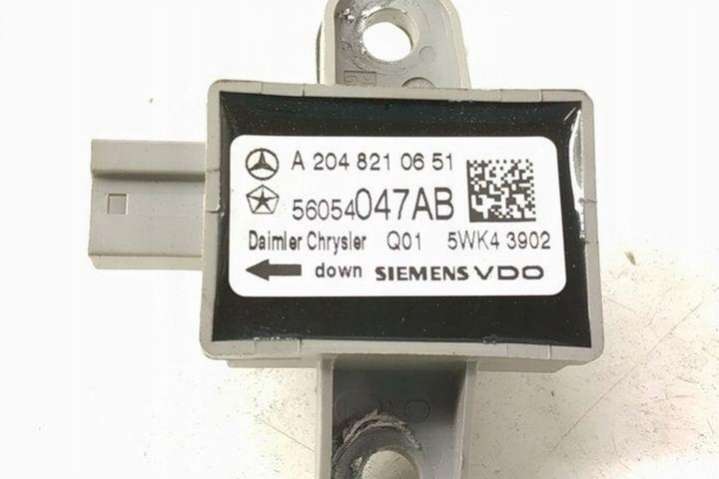 A 204 821 06 51
56054047AB
Daimler Chrysler Q01 5WK4 3902
down SIEMENS VDO